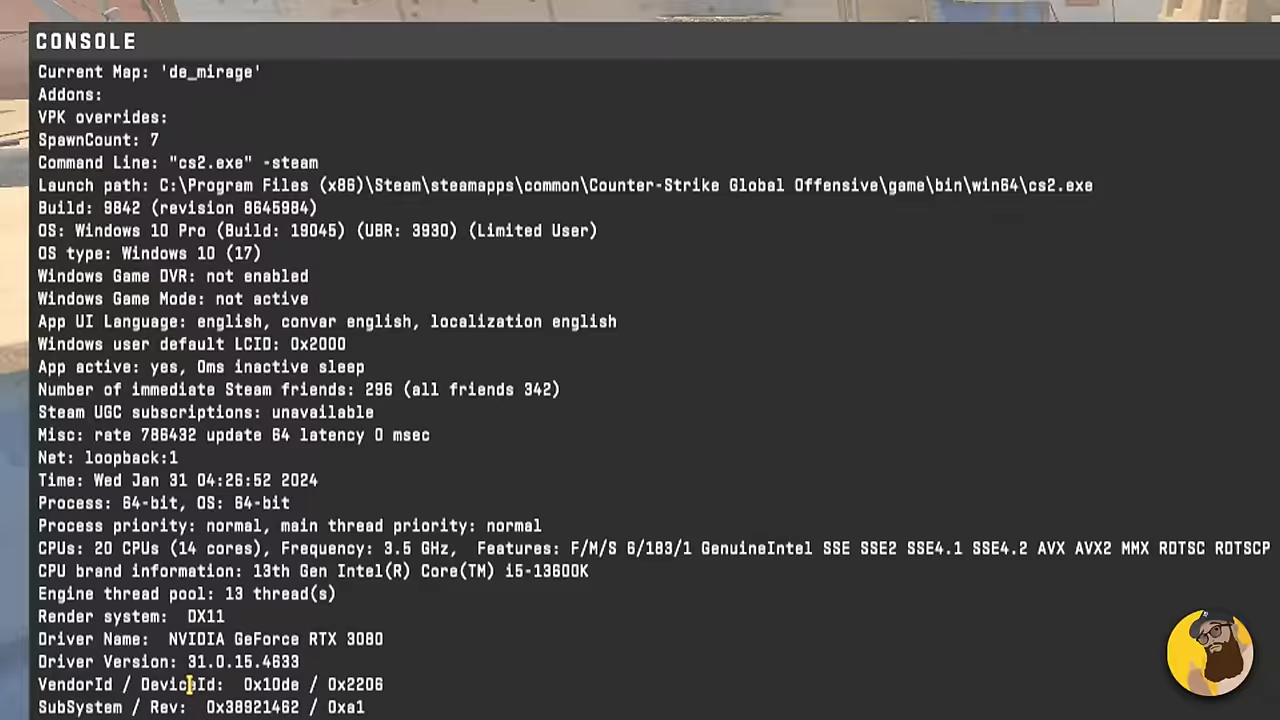 CONSOLE
Current Map: 'de_mirage'
Addons:
VPK overrides:
SpawnCount: 7
Command Line: "cs2.exe" -steam
Launch path: C:\Program Files (x86)\Steam\steamapps\common\Counter-Strike Global Offensive\game\bin\win64\cs2.exe
Build: 9842 (revision 8645984)
OS: Windows 10 Pro (Build: 19045) (UBR: 3930) (Limited User)
OS type: Windows 10 (17)
Windows Game DVR: not enabled
Windows Game Mode: not active
App UI Language: english, convar english, localization english
Windows user default LCID: 0x2000
App active: yes, 0ms inactive sleep
Number of immediate Steam friends: 296 (all friends 342)
Steam UGC subscriptions: unavailable
Misc: rate 786432 update 64 latency 0 msec
Net: loopback:1
Time: Wed Jan 31 04:26:52 2024
Process: 64-bit, OS: 64-bit
Process priority: normal, main thread priority: normal
CPUs: 20 CPUs (14 cores), Frequency: 3.5 GHz,  Features: F/M/S 6/183/1 GenuineIntel SSE SSE2 SSE4.1 SSE4.2 AVX AVX2 MMX RDTSC RDTSCP
CPU brand information: 13th Gen Intel(R) Core(TM) i5-13600K
Engine thread pool: 13 thread(s)
Render system:  DX11
Driver Name:  NVIDIA GeForce RTX 3080
Driver Version: 31.0.15.4633
VendorId / DeviceId:  0x10de / 0x2206
SubSystem / Rev:  0x38921462 / 0xa1